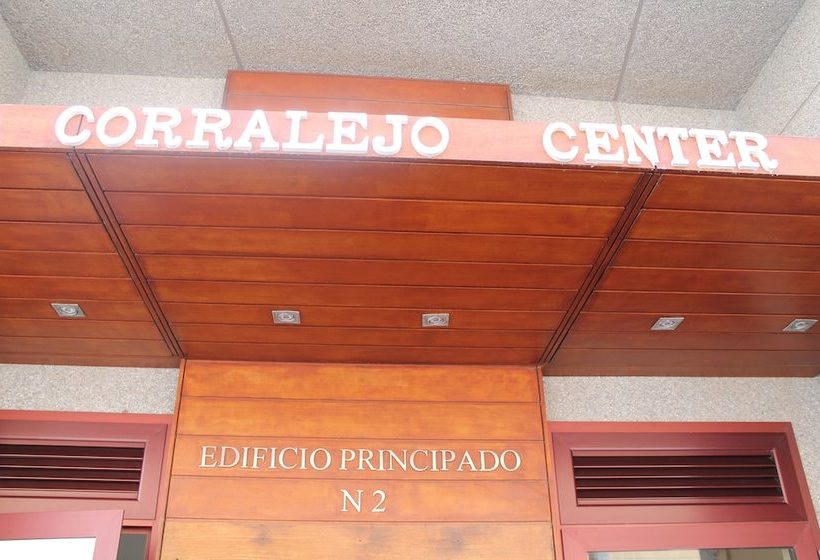 CORRALEJO CENTER
EDIFICIO PRINCIPADO
N 2